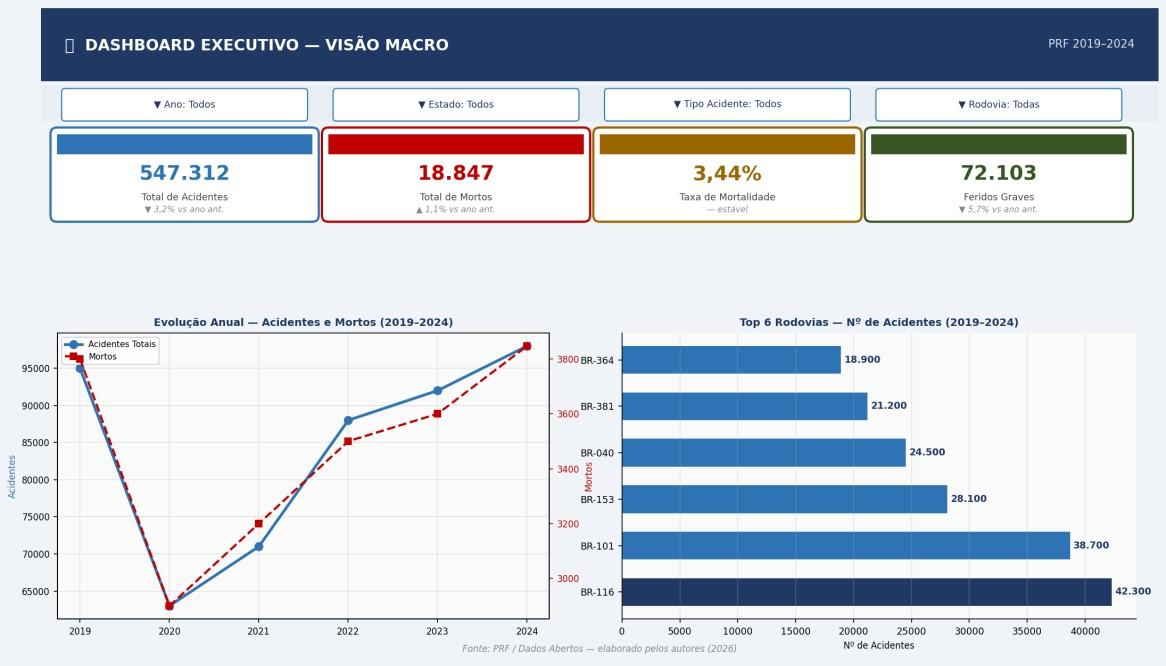 DASHBOARD EXECUTIVO — VISÃO MACRO
PRF 2019–2024
▼ Ano: Todos
▼ Estado: Todos
▼ Tipo Acidente: Todos
▼ Rodovia: Todas
547.312
Total de Acidentes
▼ 3,2% vs ano ant.
18.847
Total de Mortos
▲ 1,1% vs ano ant.
3,44%
Taxa de Mortalidade
— estável
72.103
Feridos Graves
▼ 5,7% vs ano ant.
Evolução Anual — Acidentes e Mortos (2019–2024)
Acidentes Totais
Mortos
95000
90000
85000
80000
75000
70000
65000
Acidentes
3800
3600
3400
3200
3000
Mortos
2019
2020
2021
2022
2023
2024
Top 6 Rodovias — Nº de Acidentes (2019–2024)
BR-364
18.900
BR-381
21.200
BR-040
24.500
BR-153
28.100
BR-101
38.700
BR-116
42.300
0
5000
10000
15000
20000
25000
30000
35000
40000
Nº de Acidentes
Fonte: PRF / Dados Abertos — elaborado pelos autores (2026)